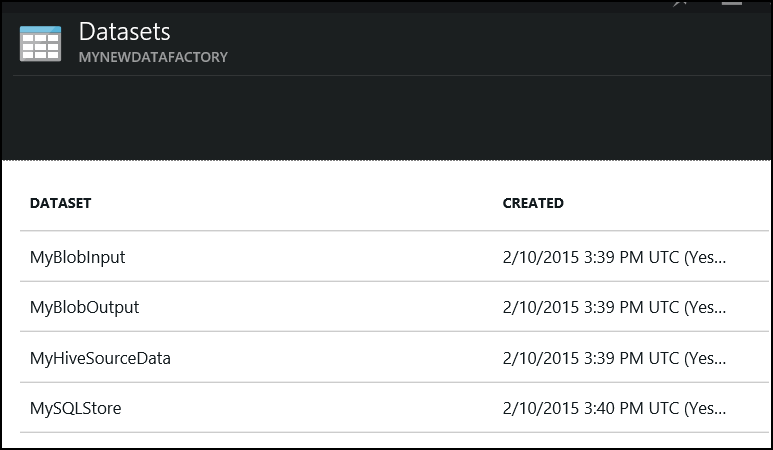 Datasets
MYNEWDATAFACTORY
DATASET CREATED
MyBlobInput 2/10/2015 3:39 PM UTC (Yes...
MyBlobOutput 2/10/2015 3:39 PM UTC (Yes...
MyHiveSourceData 2/10/2015 3:39 PM UTC (Yes...
MySQLStore 2/10/2015 3:40 PM UTC (Yes...